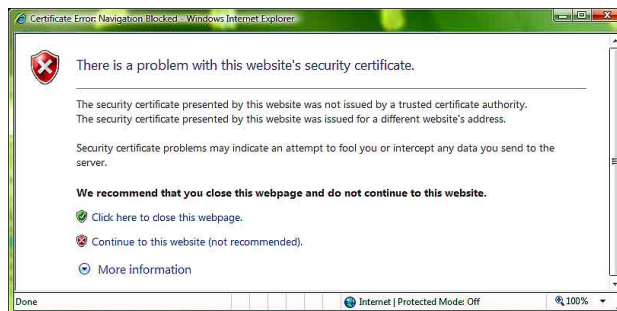 Certificate Error: Navigation Blocked - Windows Internet Explorer
There is a problem with this website's security certificate.
The security certificate presented by this website was not issued by a trusted certificate authority.
The security certificate presented by this website was issued for a different website's address.
Security certificate problems may indicate an attempt to fool you or intercept any data you send to the
server.
We recommend that you close this webpage and do not continue to this website.
Click here to close this webpage.
Continue to this website (not recommended).
More information
Done
Internet | Protected Mode: Off
100%